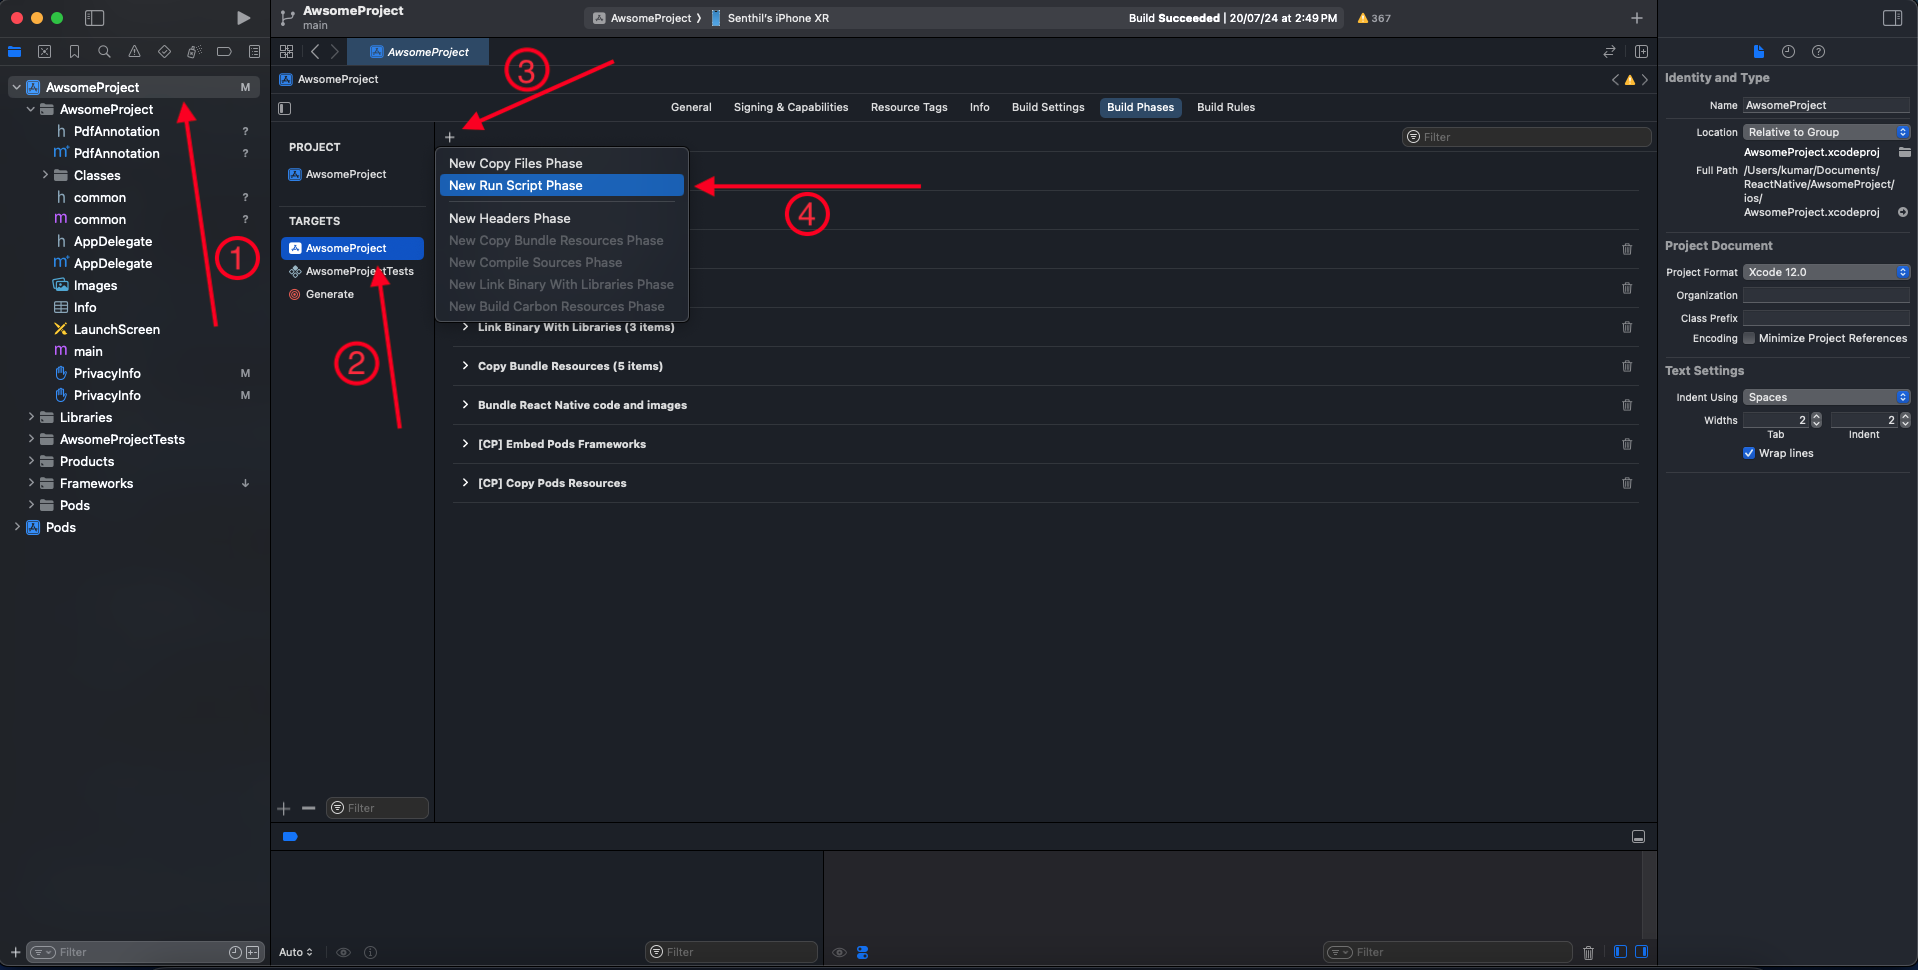 AwsomeProject
main
AwsomeProject
Senthil's iPhone XR
Build Succeeded | 20/07/24 at 2:49 PM
367
AwsomeProject
AwsomeProject
General
Signing & Capabilities
Resource Tags
Info
Build Settings
Build Phases
Build Rules
AwsomeProject M
AwsomeProject
h PdfAnnotation ?
m PdfAnnotation ?
Classes
h common ?
m common ?
h AppDelegate
m AppDelegate
Images
Info
LaunchScreen
m main
PrivacyInfo M
PrivacyInfo M
Libraries
AwsomeProjectTests
Products
Frameworks
Pods
Pods
Filter
1
2
3
4
PROJECT
AwsomeProject
TARGETS
AwsomeProject
AwsomeProjectTests
Generate
Filter
Filter
New Copy Files Phase
New Run Script Phase
New Headers Phase
New Copy Bundle Resources Phase
New Compile Sources Phase
New Link Binary With Libraries Phase
New Build Carbon Resources Phase
Link Binary With Libraries (3 items)
Copy Bundle Resources (5 items)
Bundle React Native code and images
[CP] Embed Pods Frameworks
[CP] Copy Pods Resources
Auto
Filter
Filter
Identity and Type
Name AwsomeProject
Location Relative to Group
AwsomeProject.xcodeproj
Full Path /Users/kumar/Documents/
ReactNative/AwsomeProject/
ios/
AwsomeProject.xcodeproj
Project Document
Project Format Xcode 12.0
Organization
Class Prefix
Encoding Minimize Project References
Text Settings
Indent Using Spaces
Widths 2 2
Tab Indent
Wrap lines